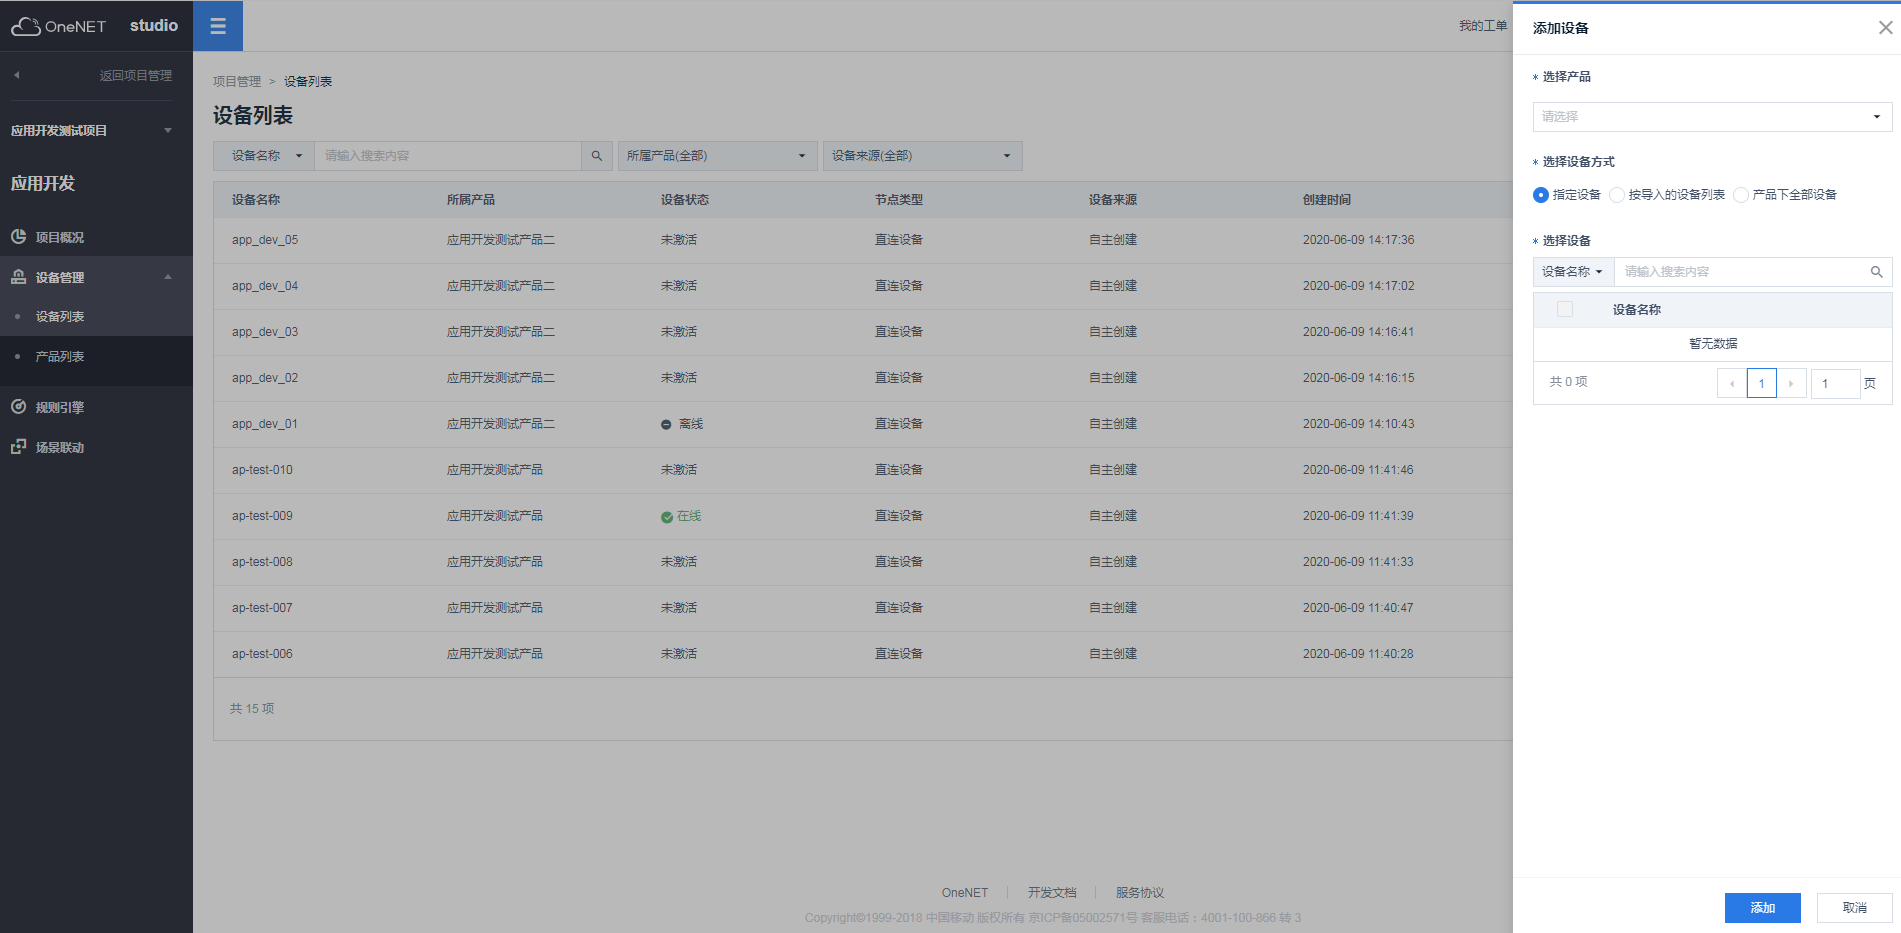 OneNET studio
我的工单
返回项目管理
应用开发测试项目
应用开发
项目概况
设备管理
设备列表
产品列表
规则引擎
场景联动
项目管理 > 设备列表
设备列表
设备名称 请输入搜索内容 所属产品(全部) 设备来源(全部)
设备名称 所属产品 设备状态 节点类型 设备来源 创建时间
app_dev_05 应用开发测试产品二 未激活 直连设备 自主创建 2020-06-09 14:17:36
app_dev_04 应用开发测试产品二 未激活 直连设备 自主创建 2020-06-09 14:17:02
app_dev_03 应用开发测试产品二 未激活 直连设备 自主创建 2020-06-09 14:16:41
app_dev_02 应用开发测试产品二 未激活 直连设备 自主创建 2020-06-09 14:16:15
app_dev_01 应用开发测试产品二 离线 直连设备 自主创建 2020-06-09 14:10:43
ap-test-010 应用开发测试产品 未激活 直连设备 自主创建 2020-06-09 11:41:46
ap-test-009 应用开发测试产品 在线 直连设备 自主创建 2020-06-09 11:41:39
ap-test-008 应用开发测试产品 未激活 直连设备 自主创建 2020-06-09 11:41:33
ap-test-007 应用开发测试产品 未激活 直连设备 自主创建 2020-06-09 11:40:47
ap-test-006 应用开发测试产品 未激活 直连设备 自主创建 2020-06-09 11:40:28
共 15 项
OneNET 开发文档 服务协议
Copyright©1999-2018 中国移动 版权所有 京ICP备05002571号 客服电话：4001-100-866 转 3
添加设备
* 选择产品
请选择
* 选择设备方式
指定设备 按导入的设备列表 产品下全部设备
* 选择设备
设备名称 请输入搜索内容
设备名称
暂无数据
共 0 项 1 1 页
添加 取消